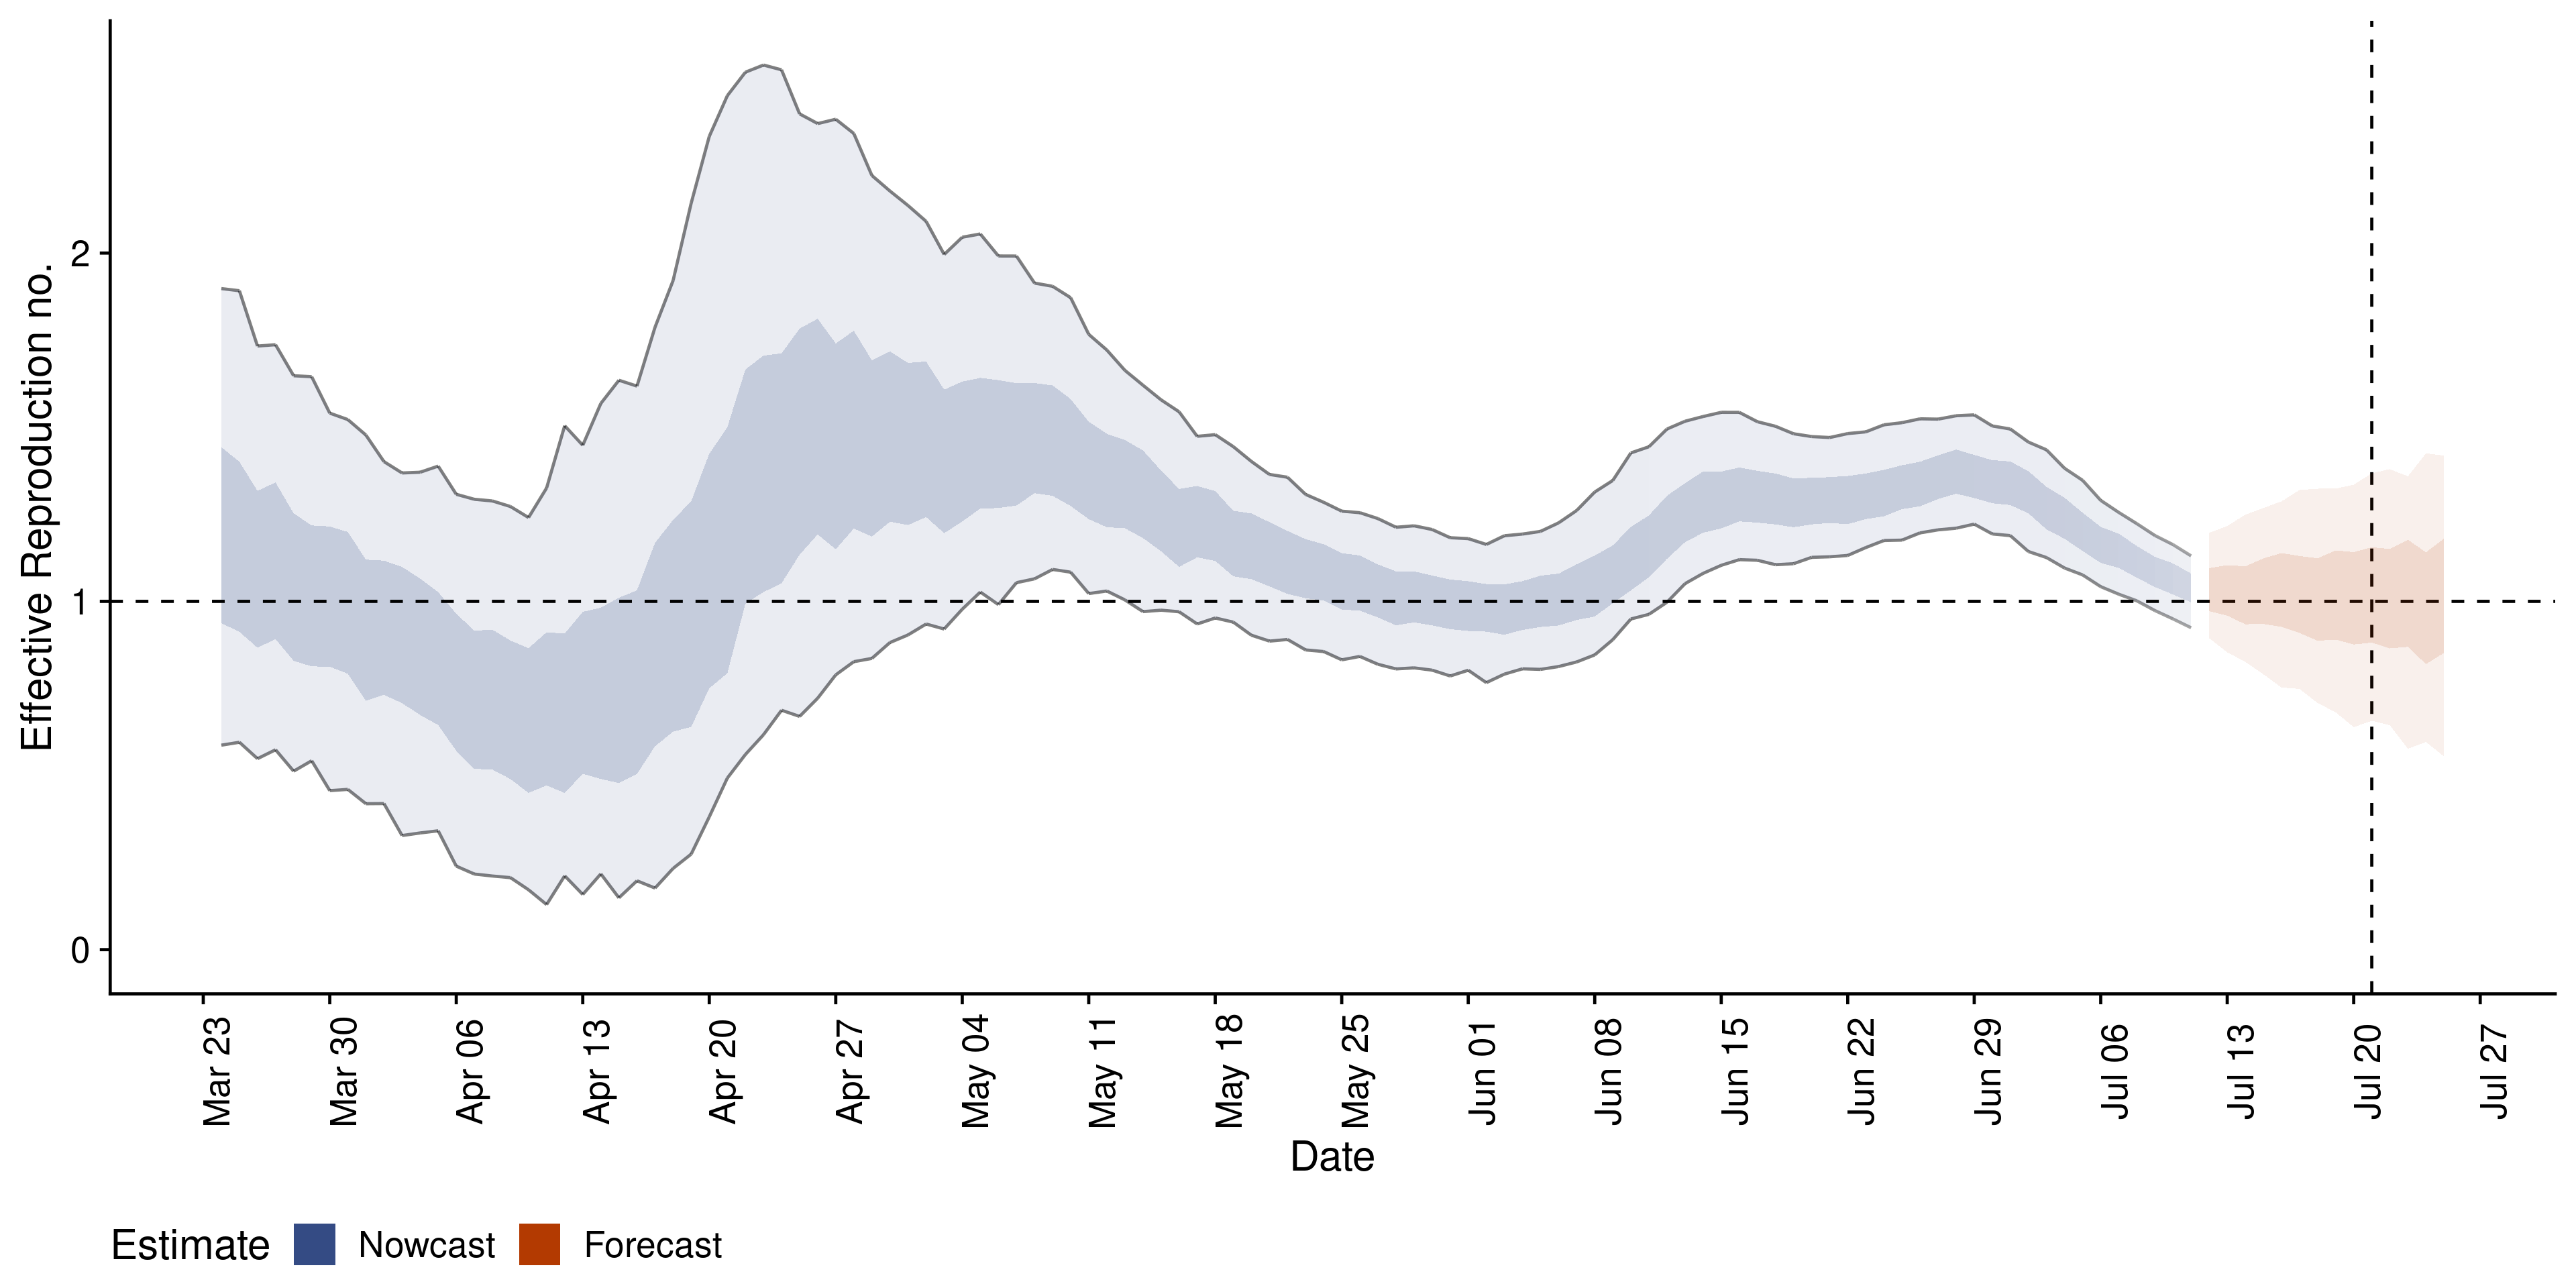 Effective Reproduction no.
2
1
0
Mar 23
Mar 30
Apr 06
Apr 13
Apr 20
Apr 27
May 04
May 11
May 18
May 25
Jun 01
Jun 08
Jun 15
Jun 22
Jun 29
Jul 06
Jul 13
Jul 20
Jul 27
Date
Estimate Nowcast Forecast